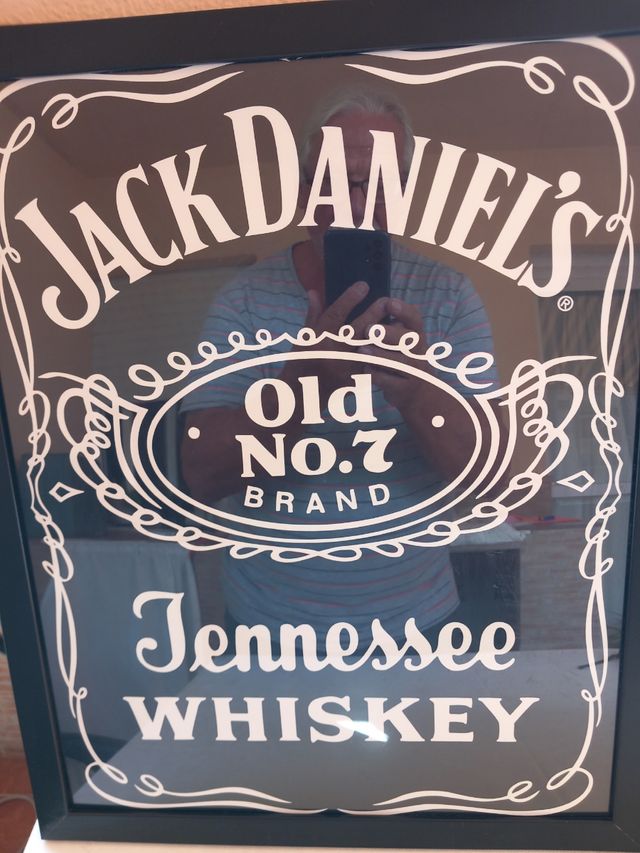 JACK DANIEL'S ®
Old
No.7
BRAND
Tennessee
WHISKEY